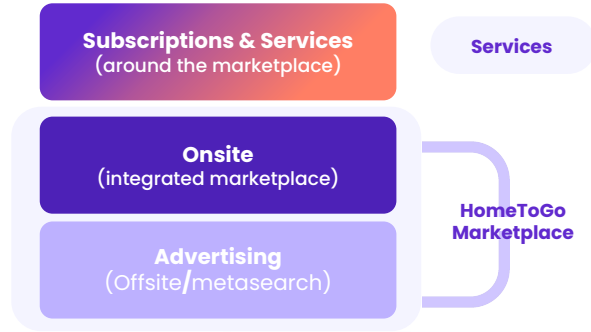 Subscriptions & Services
(around the marketplace)
Services
Onsite
(integrated marketplace)
HomeToGo
Marketplace
Advertising
(Offsite/metasearch)